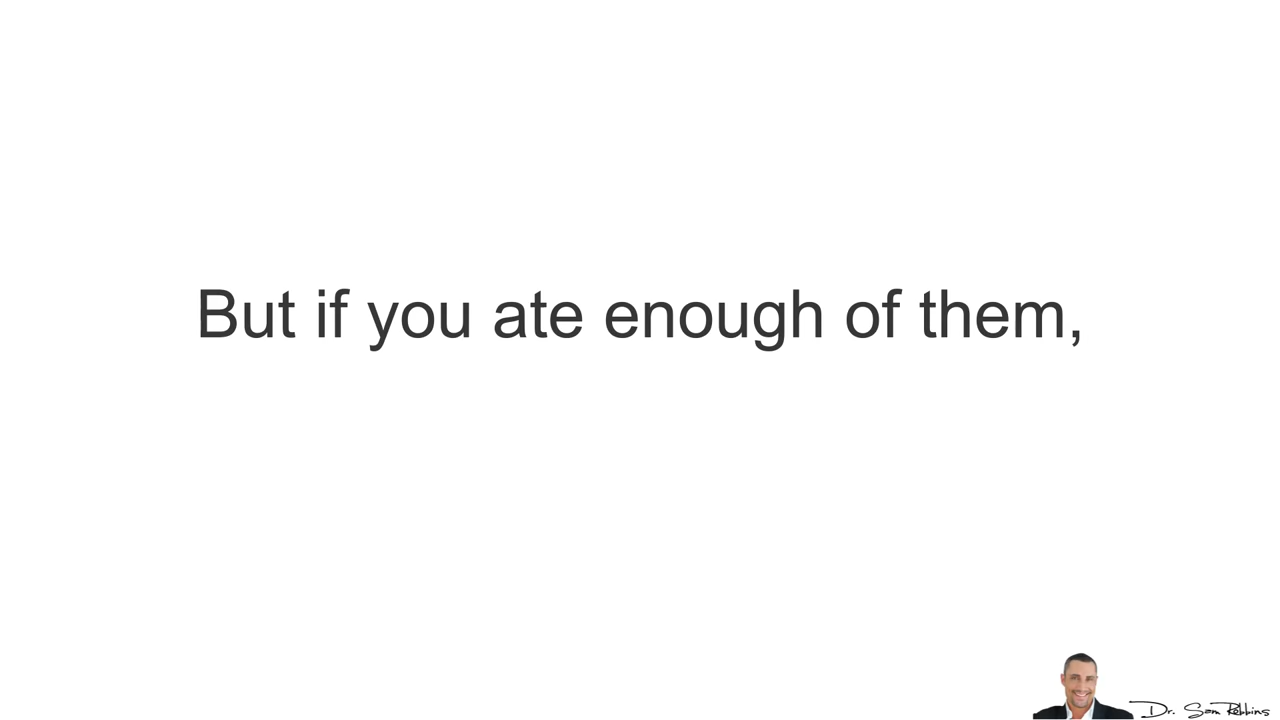 But if you ate enough of them,
Dr. Sam Robbins